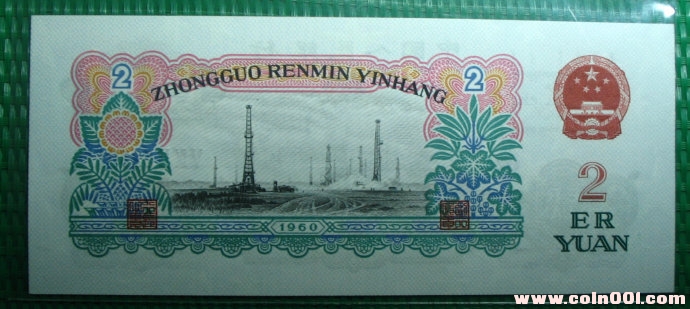 2 ZHONGGUO RENMIN YINHANG 2
1960
2
ER
YUAN
www.coin001.com